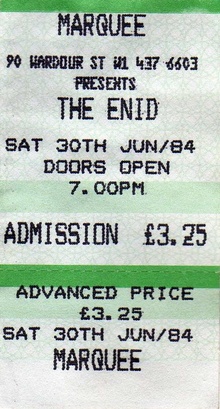 MARQUEE
90 WARDOUR ST W1 437 6603
PRESENTS
THE ENID
SAT 30TH JUN/84
DOORS OPEN
7.00PM
ADMISSION £3.25
ADVANCED PRICE
£3.25
SAT 30TH JUN/84
MARQUEE